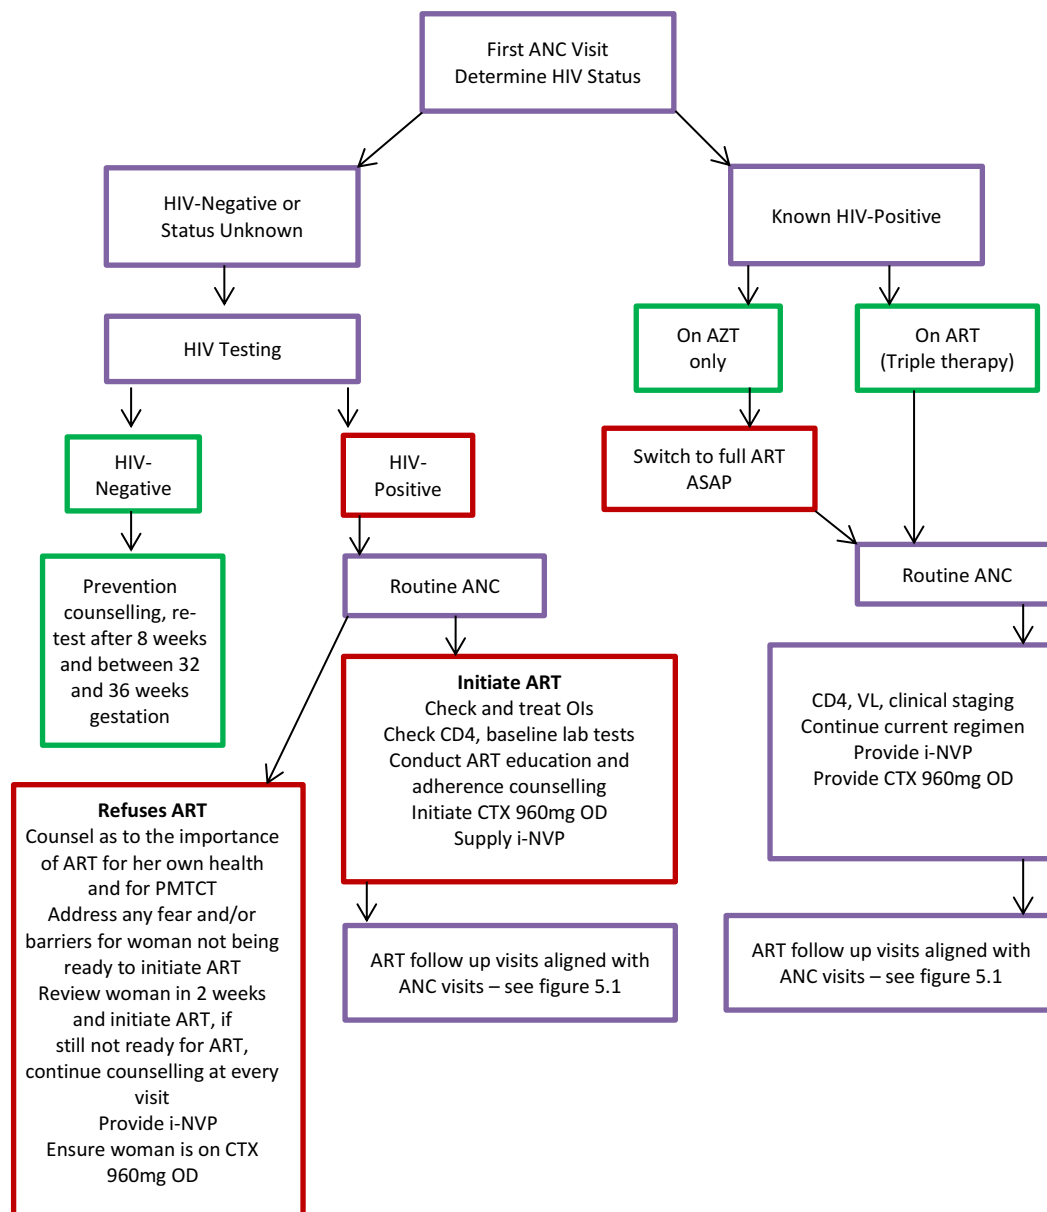 First ANC Visit
Determine HIV Status
HIV-Negative or
Status Unknown
Known HIV-Positive
HIV Testing
On AZT
only
On ART
(Triple therapy)
HIV-
Negative
HIV-
Positive
Switch to full ART
ASAP
Prevention
counselling, re-
test after 8 weeks
and between 32
and 36 weeks
gestation
Routine ANC
Routine ANC
Initiate ART
Check and treat OIs
Check CD4, baseline lab tests
Conduct ART education and
adherence counselling
Initiate CTX 960mg OD
Supply i-NVP
CD4, VL, clinical staging
Continue current regimen
Provide i-NVP
Provide CTX 960mg OD
Refuses ART
Counsel as to the importance
of ART for her own health
and for PMTCT
Address any fear and/or
barriers for woman not being
ready to initiate ART
Review woman in 2 weeks
and initiate ART, if
still not ready for ART,
continue counselling at every
visit
Provide i-NVP
Ensure woman is on CTX
960mg OD
ART follow up visits aligned with
ANC visits – see figure 5.1
ART follow up visits aligned with
ANC visits – see figure 5.1